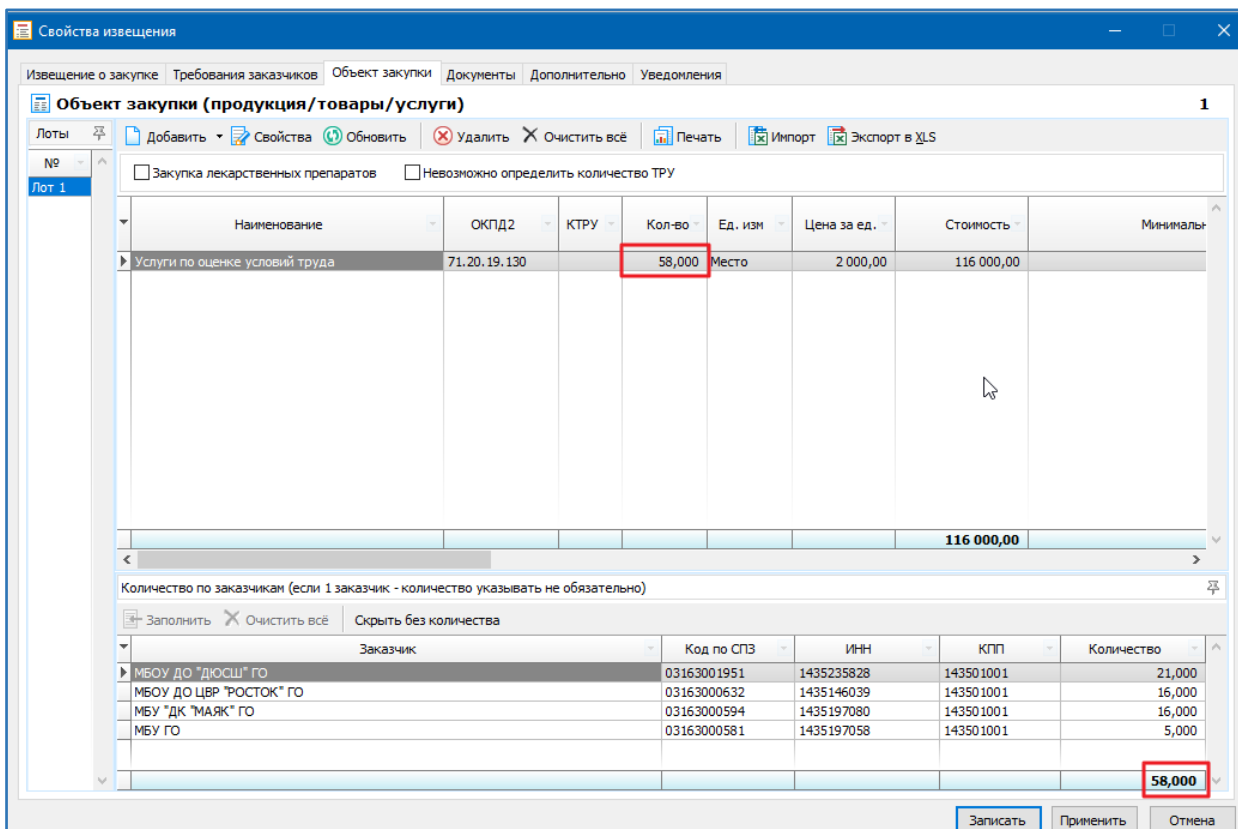 Свойства извещения
Извещение о закупке Требования заказчиков Объект закупки Документы Дополнительно Уведомления
Объект закупки (продукция/товары/услуги) 1
Лоты Добавить Свойства Обновить Удалить Очистить всё Печать Импорт Экспорт в XLS
№ Закупка лекарственных препаратов Невозможно определить количество ТРУ
Лот 1
Наименование ОКПД2 КТРУ Кол-во Ед. изм Цена за ед. Стоимость Минимальн
Услуги по оценке условий труда 71.20.19.130 58,000 Место 2 000,00 116 000,00
116 000,00
Количество по заказчикам (если 1 заказчик - количество указывать не обязательно)
Заполнить Очистить всё Скрыть без количества
Заказчик Код по СПЗ ИНН КПП Количество
МБОУ ДО "ДЮСШ" ГО 03163001951 1435235828 143501001 21,000
МБОУ ДО ЦВР "РОСТОК" ГО 03163000632 1435146039 143501001 16,000
МБУ "ДК "МАЯК" ГО 03163000594 1435197080 143501001 16,000
МБУ ГО 03163000581 1435197058 143501001 5,000
58,000
Записать Применить Отмена